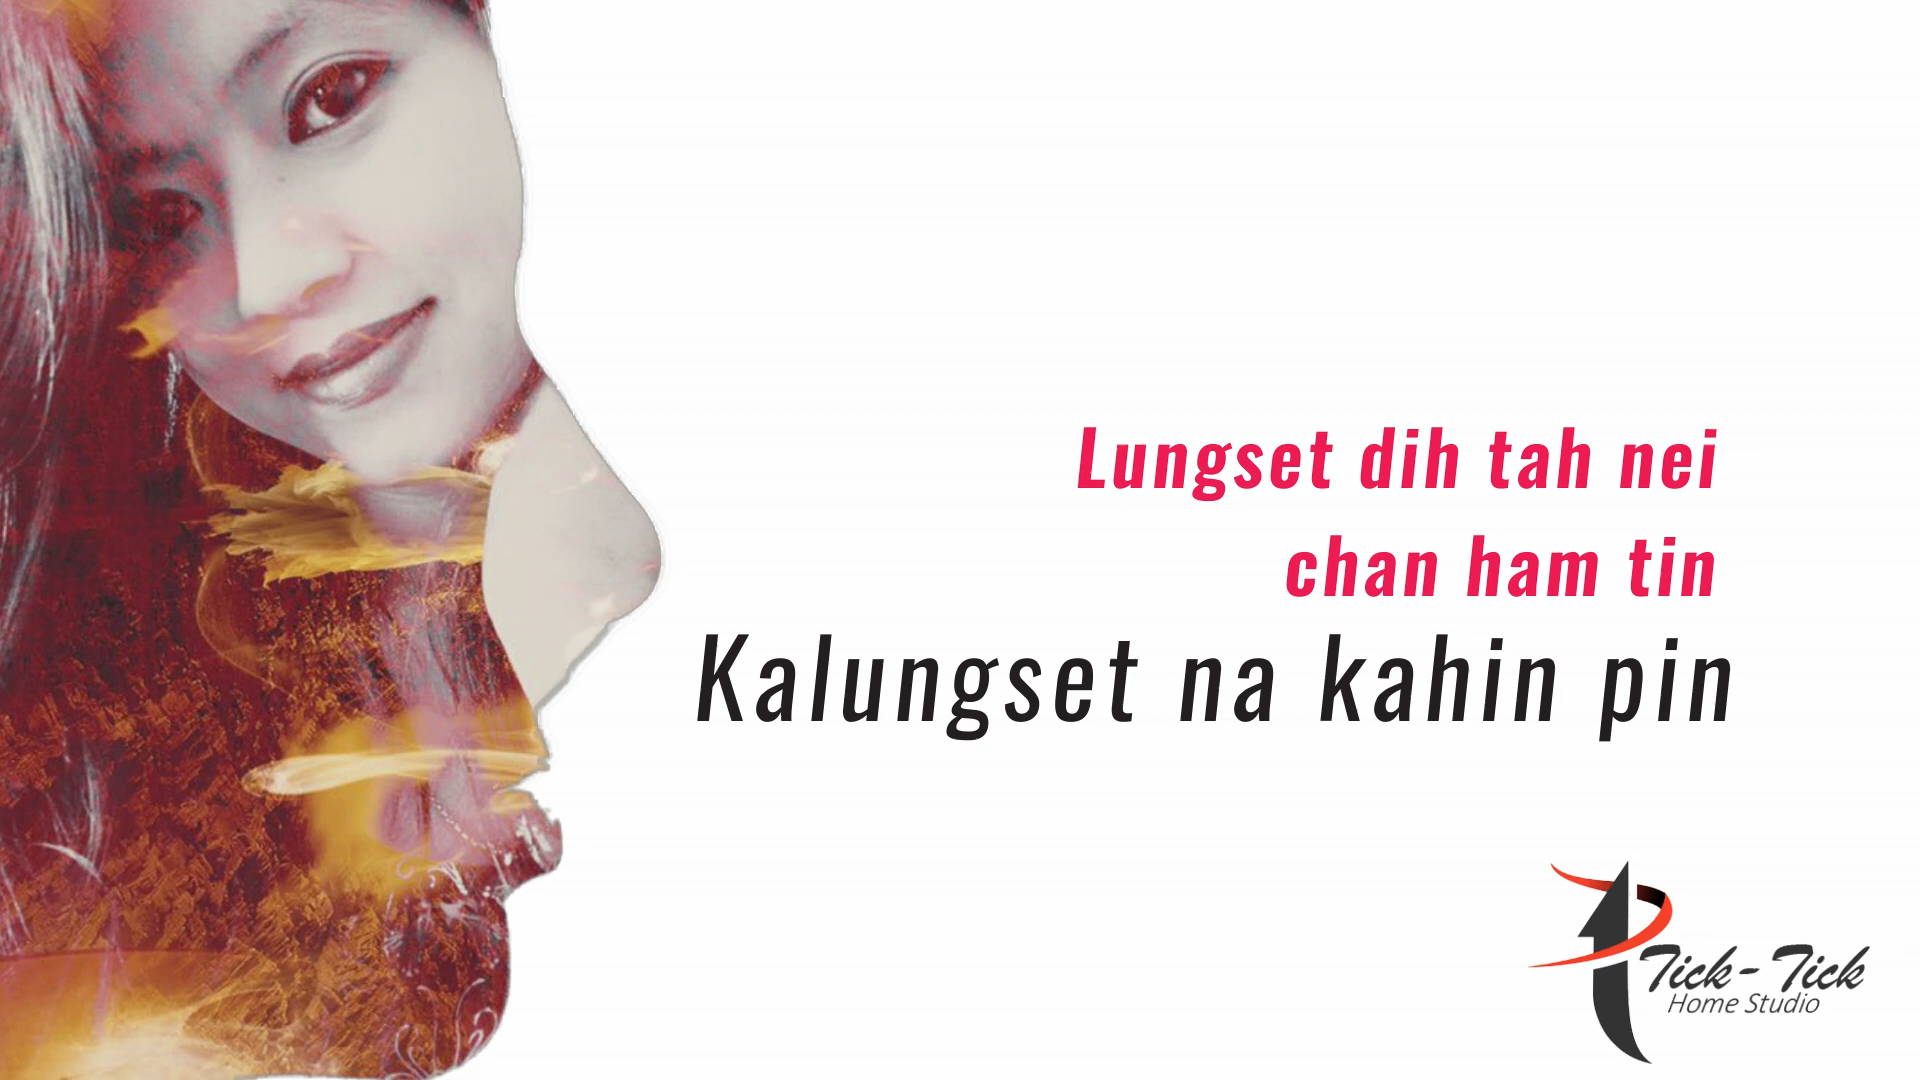 Lungset dih tah nei
chan ham tin
Kalungset na kahin pin
Tick-Tick
Home Studio